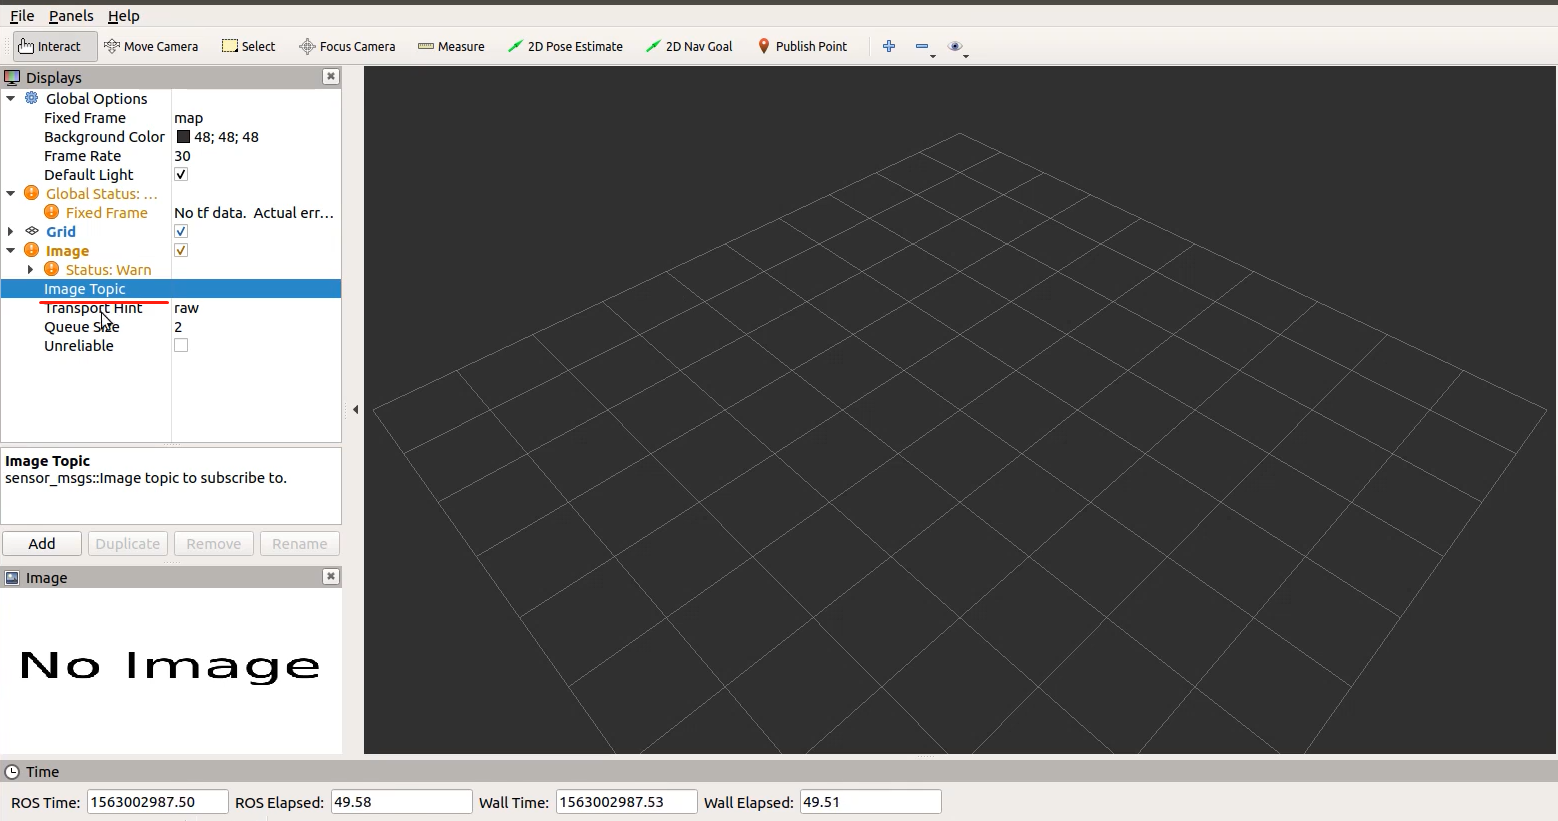 File Panels Help
Interact Move Camera Select Focus Camera Measure 2D Pose Estimate 2D Nav Goal Publish Point
Displays
Global Options
Fixed Frame map
Background Color 48; 48; 48
Frame Rate 30
Default Light
Global Status: ...
Fixed Frame No tf data. Actual err...
Grid
Image
Status: Warn
Image Topic
Transport Hint raw
Queue Size 2
Unreliable
Image Topic
sensor_msgs::Image topic to subscribe to.
Add Duplicate Remove Rename
Image
No Image
Time
ROS Time: 1563002987.50 ROS Elapsed: 49.58 Wall Time: 1563002987.53 Wall Elapsed: 49.51